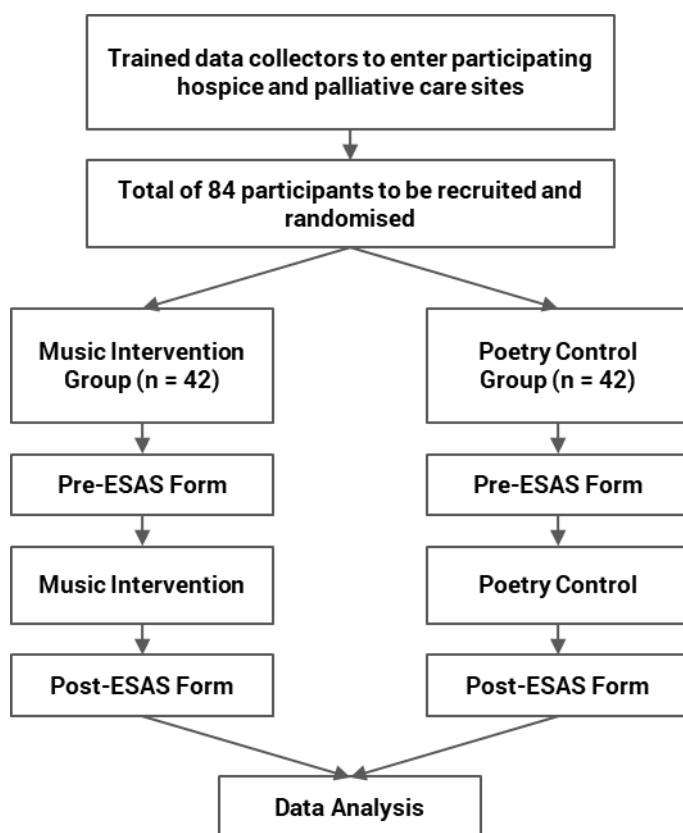 Trained data collectors to enter participating
hospice and palliative care sites
Total of 84 participants to be recruited and
randomised
Music Intervention
Group (n = 42)
Poetry Control
Group (n = 42)
Pre-ESAS Form
Pre-ESAS Form
Music Intervention
Poetry Control
Post-ESAS Form
Post-ESAS Form
Data Analysis